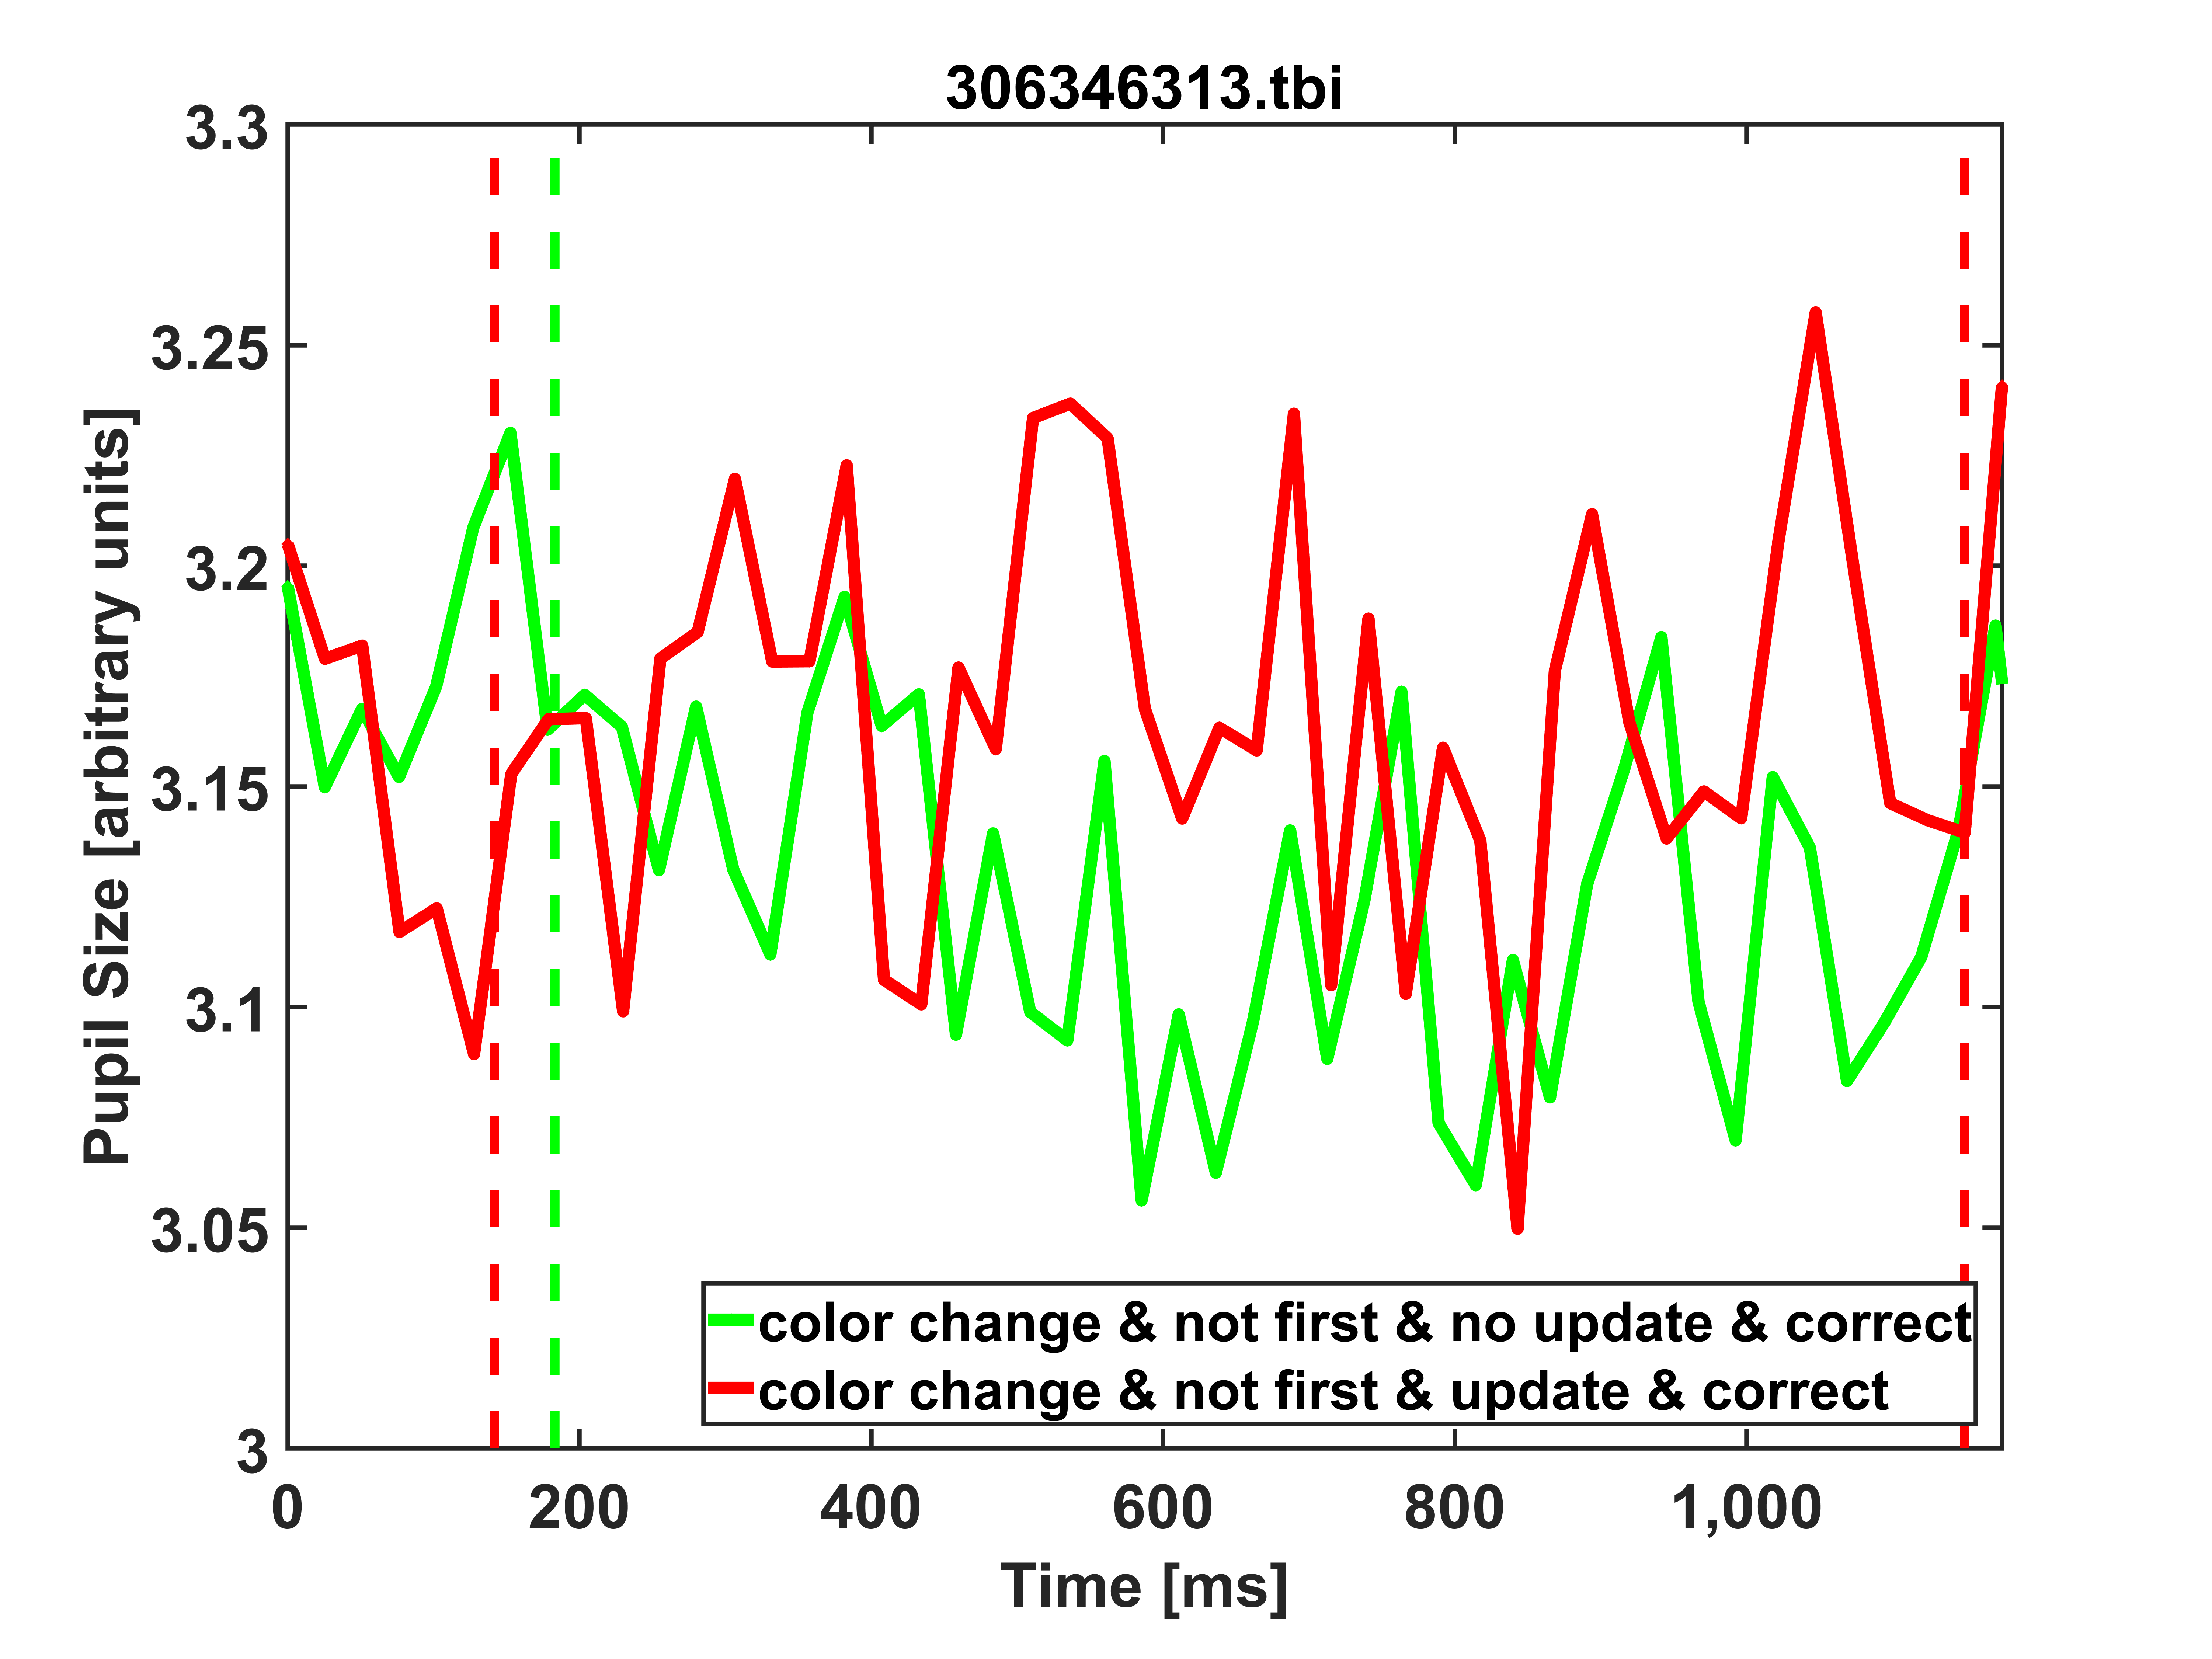 306346313.tbi
3.3
3.25
3.2
3.15
3.1
3.05
3
Pupil Size [arbitrary units]
color change & not first & no update & correct
color change & not first & update & correct
0 200 400 600 800 1,000
Time [ms]